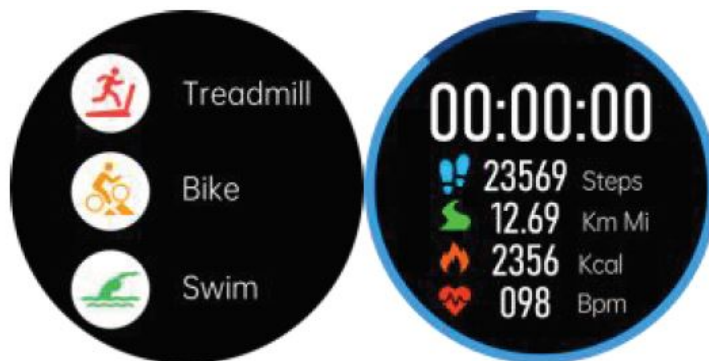 Treadmill
Bike
Swim
00:00:00
23569 Steps
12.69 Km Mi
2356 Kcal
098 Bpm